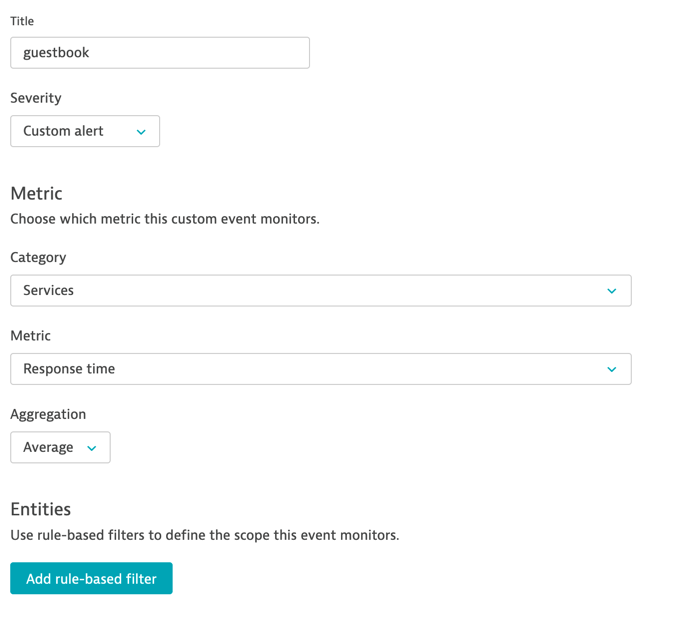 Title
guestbook
Severity
Custom alert
Metric
Choose which metric this custom event monitors.
Category
Services
Metric
Response time
Aggregation
Average
Entities
Use rule-based filters to define the scope this event monitors.
Add rule-based filter